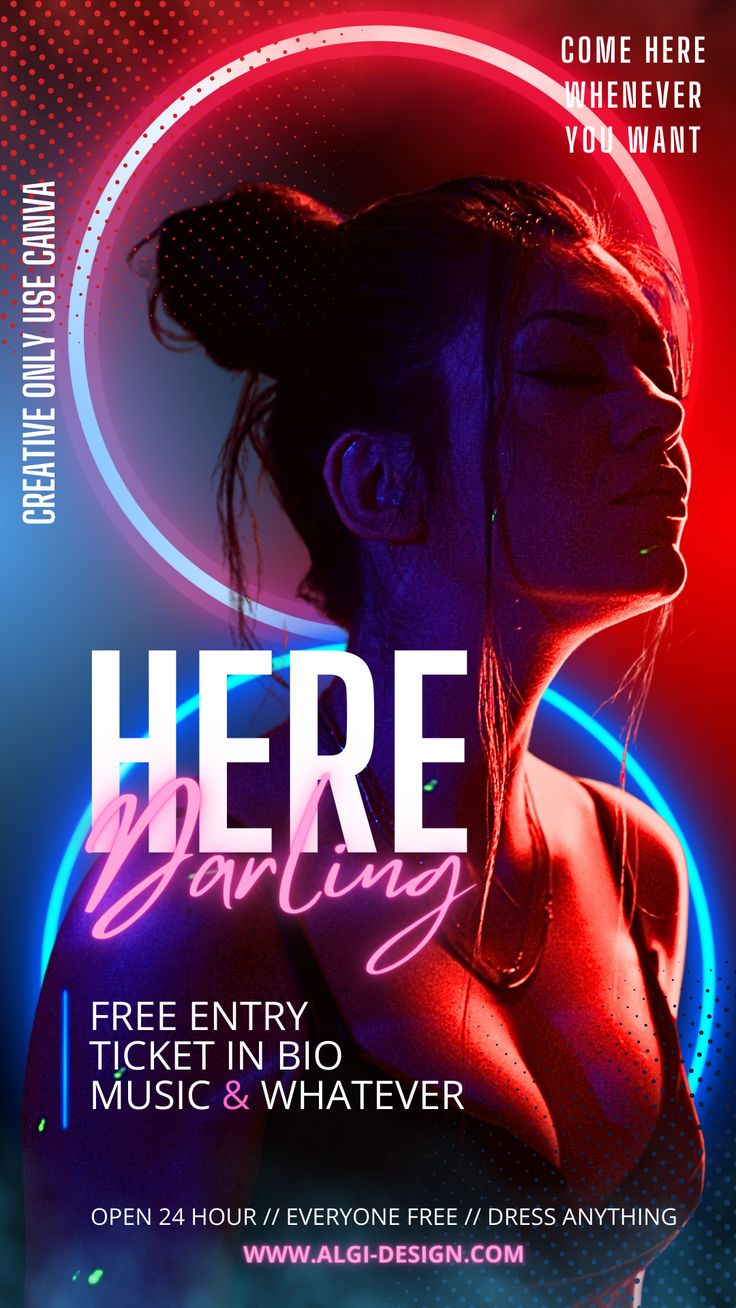 COME HERE
WHENEVER
YOU WANT
CREATIVE ONLY USE CANVA
HERE
Darling
FREE ENTRY
TICKET IN BIO
MUSIC & WHATEVER
OPEN 24 HOUR // EVERYONE FREE // DRESS ANYTHING
WWW.ALGI-DESIGN.COM